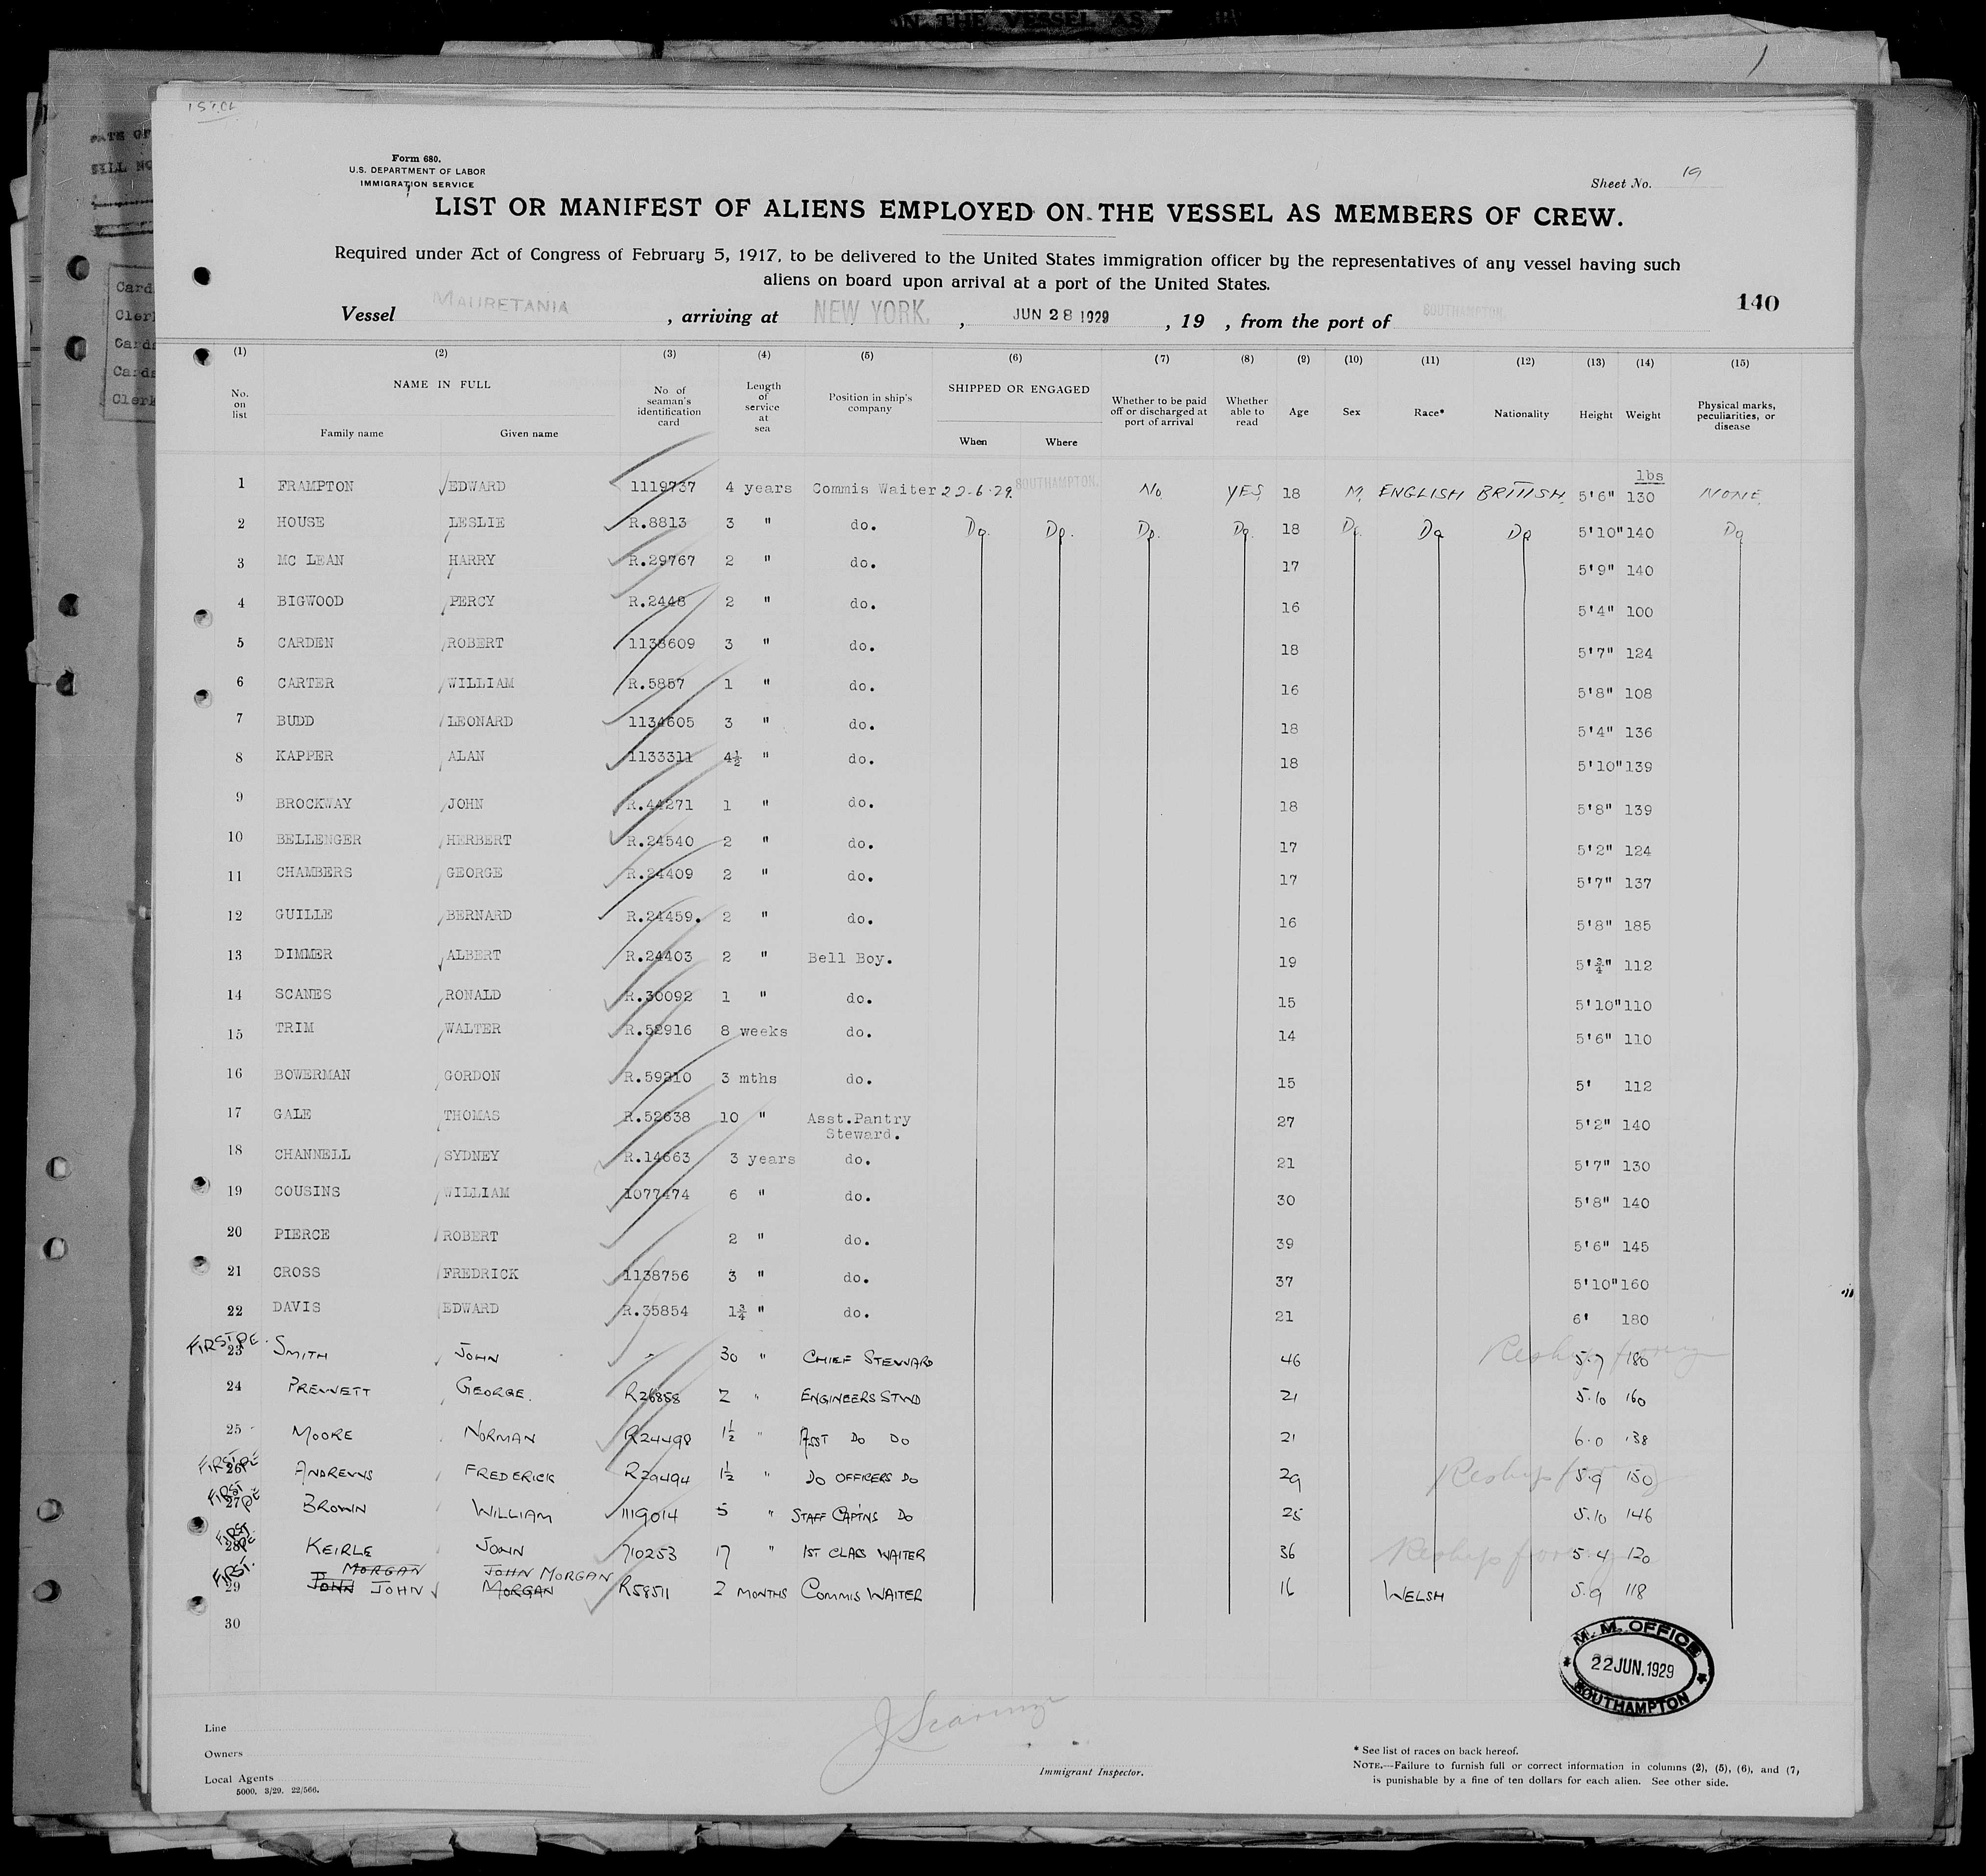 ON THE VESSEL AS
1ST.CL
Form 680.
U.S. DEPARTMENT OF LABOR
IMMIGRATION SERVICE
Sheet No. 19
LIST OR MANIFEST OF ALIENS EMPLOYED ON THE VESSEL AS MEMBERS OF CREW.
Required under Act of Congress of February 5, 1917, to be delivered to the United States immigration officer by the representatives of any vessel having such
aliens on board upon arrival at a port of the United States.
140
Vessel MAURETANIA , arriving at NEW YORK. , JUN 28 1929 , 19 , from the port of SOUTHAMPTON.
(1) (2) (3) (4) (5) (6) (7) (8) (9) (10) (11) (12) (13) (14) (15)
No. on list NAME IN FULL Family name Given name No of seaman's identification card Length of service at sea Position in ship's company SHIPPED OR ENGAGED When Where Whether to be paid off or discharged at port of arrival Whether able to read Age Sex Race* Nationality Height Weight Physical marks, peculiarities, or disease
lbs
1 FRAMPTON EDWARD 1119737 4 years Commis Waiter 22-6-29. SOUTHAMPTON. No YES 18 M. ENGLISH BRITISH. 5'6" 130 NONE.
2 HOUSE LESLIE R.8813 3 " do. Do. Do. Do. Do. 18 Do. Do Do 5'10" 140 Do
3 MC LEAN HARRY R.29767 2 " do. 17 5'9" 140
4 BIGWOOD PERCY R.2448 2 " do. 16 5'4" 100
5 CARDEN ROBERT 1138609 3 " do. 18 5'7" 124
6 CARTER WILLIAM R.5857 1 " do. 16 5'8" 108
7 BUDD LEONARD 1134605 3 " do. 18 5'4" 136
8 KAPPER ALAN 1133311 4½ " do. 18 5'10" 139
9 BROCKWAY JOHN R.44271 1 " do. 18 5'8" 139
10 BELLENGER HERBERT R.24540 2 " do. 17 5'2" 124
11 CHAMBERS GEORGE R.24409 2 " do. 17 5'7" 137
12 GUILLE BERNARD R.24459. 2 " do. 16 5'8" 185
13 DIMMER ALBERT R.24403 2 " Bell Boy. 19 5'¾" 112
14 SCANES RONALD R.30092 1 " do. 15 5'10" 110
15 TRIM WALTER R.52916 8 weeks do. 14 5'6" 110
16 BOWERMAN GORDON R.59210 3 mths do. 15 5' 112
17 GALE THOMAS R.52638 10 " Asst.Pantry Steward. 27 5'2" 140
18 CHANNELL SYDNEY R.14663 3 years do. 21 5'7" 130
19 COUSINS WILLIAM 1077474 6 " do. 30 5'8" 140
20 PIERCE ROBERT 2 " do. 39 5'6" 145
21 CROSS FREDRICK 1138756 3 " do. 37 5'10" 160
22 DAVIS EDWARD R.35854 1¾ " do. 21 6' 180
FIRST PE. 23 SMITH JOHN - 30 " CHIEF STEWARD 46 5.7 180
24 PREWETT GEORGE. R26858 2 " ENGINEERS STWD 21 5.10 160
25 MOORE NORMAN R24498 1½ " ASST DO DO 21 6.0 138
FIRST PE 26 ANDREWS FREDERICK R29494 1½ " DO OFFICERS DO 29 5.9 150
FIRST PE 27 BROWN WILLIAM 1119014 5 " STAFF CAPTNS DO 25 5.10 146
FIRST PE 28 KEIRLE JOHN 710253 17 " 1ST CLASS WAITER 36 5.4 120
MORGAN JOHN MORGAN
FIRST. 29 JOHN JOHN MORGAN R58511 2 MONTHS COMMIS WAITER 16 WELSH 5.9 118
30
M. M. OFFICE
22 JUN. 1929
SOUTHAMPTON
Line
Owners
Local Agents
5000. 3/29. 22/566.
Immigrant Inspector.
* See list of races on back hereof.
NOTE.—Failure to furnish full or correct information in columns (2), (5), (6), and (7,
is punishable by a fine of ten dollars for each alien. See other side.